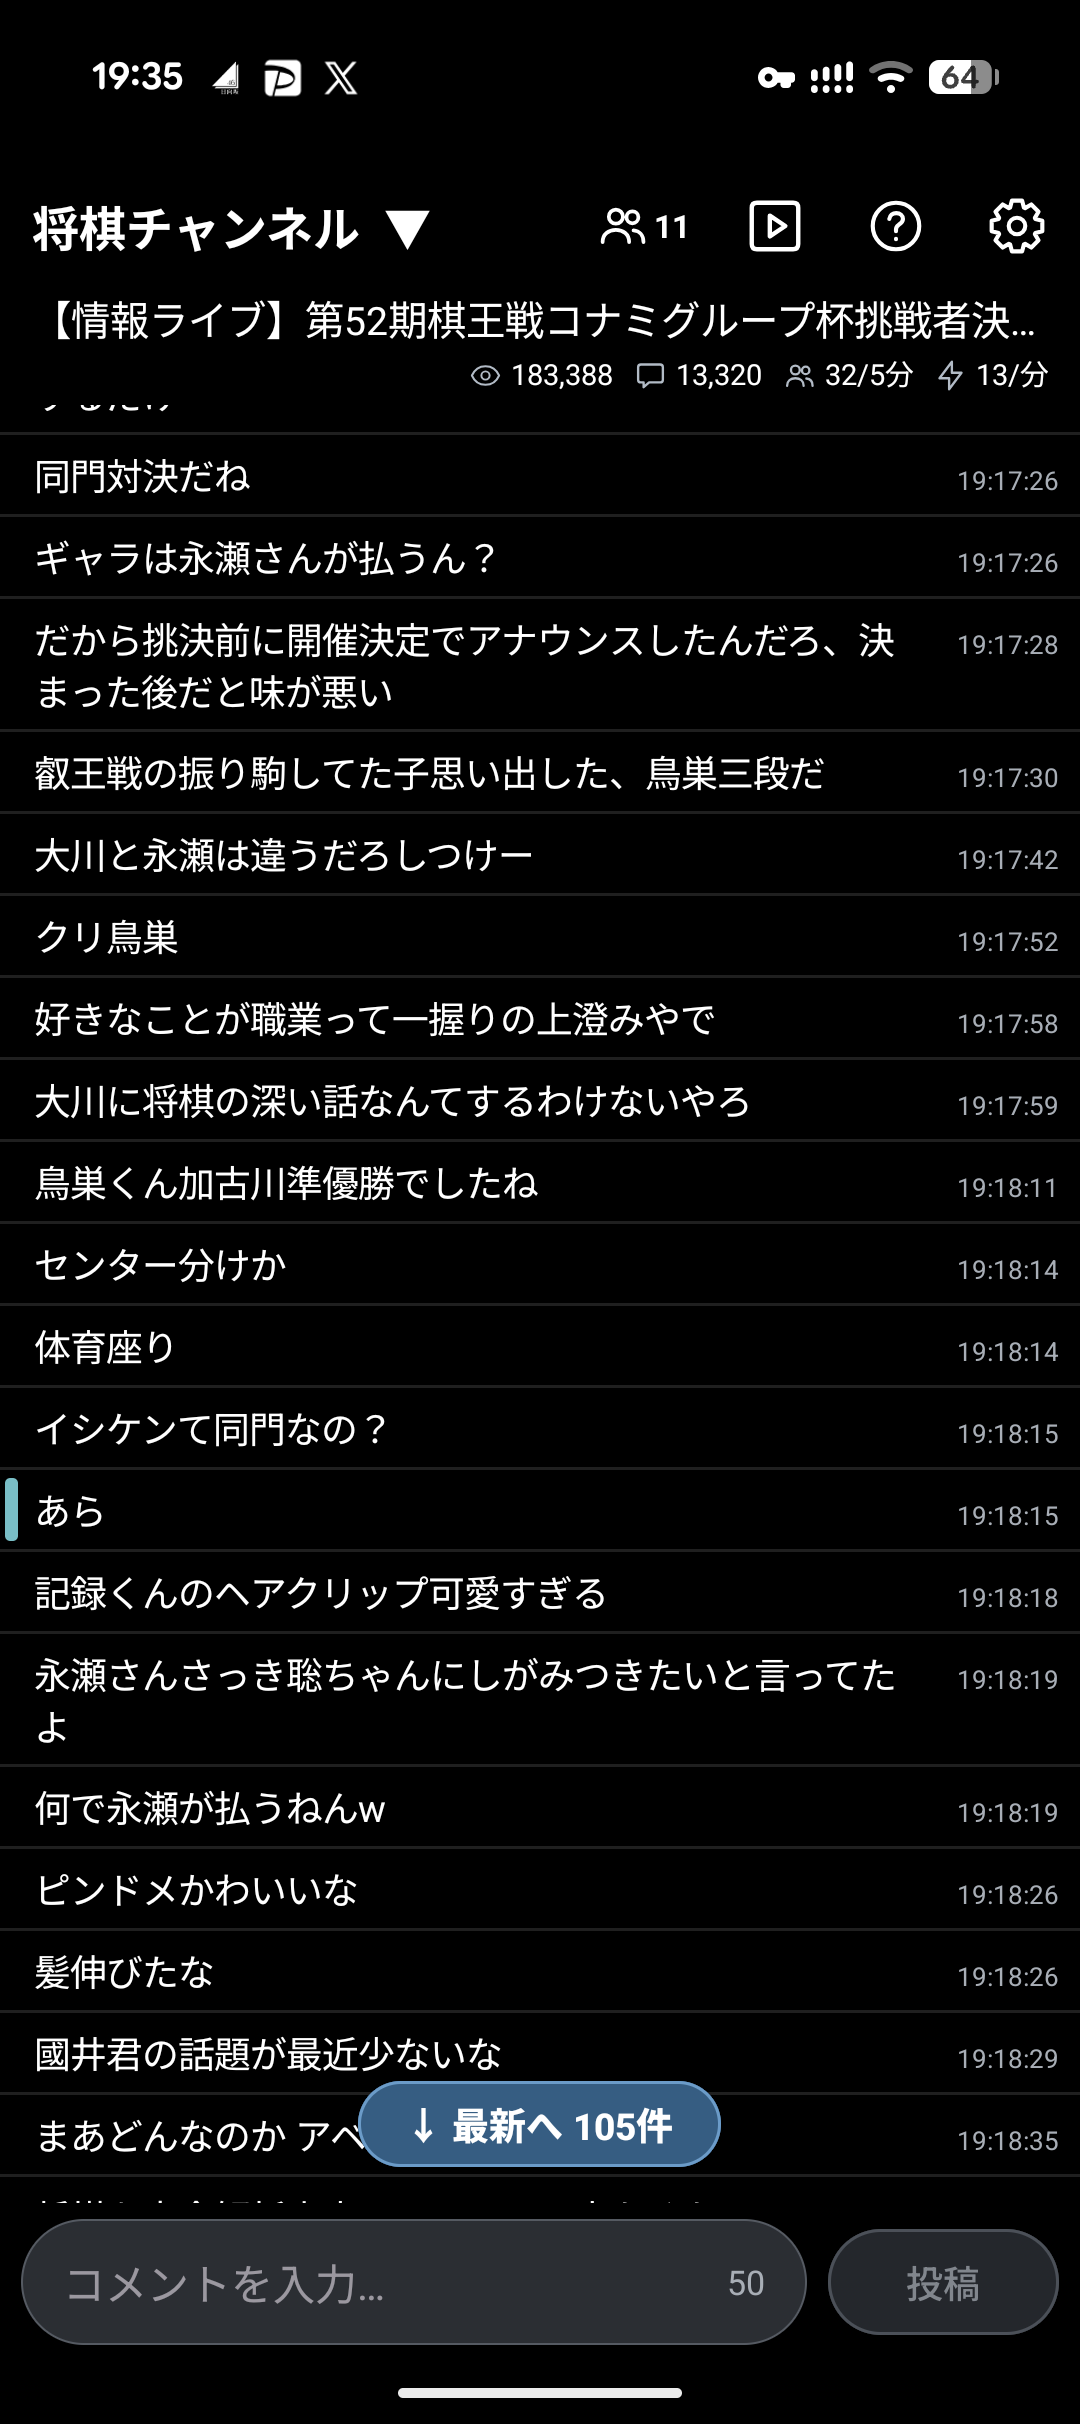 19:35
64
将棋チャンネル ▼
11
【情報ライブ】第52期棋王戦コナミグループ杯挑戦者決...
183,388 13,320 32/5分 13/分
同門対決だね 19:17:26
ギャラは永瀬さんが払うん？ 19:17:26
だから挑決前に開催決定でアナウンスしたんだろ、決 19:17:28
まった後だと味が悪い
叡王戦の振り駒してた子思い出した、鳥巣三段だ 19:17:30
大川と永瀬は違うだろしつけー 19:17:42
クリ鳥巣 19:17:52
好きなことが職業って一握りの上澄みやで 19:17:58
大川に将棋の深い話なんてするわけないやろ 19:17:59
鳥巣くん加古川準優勝でしたね 19:18:11
センター分けか 19:18:14
体育座り 19:18:14
イシケンて同門なの？ 19:18:15
あら 19:18:15
記録くんのヘアクリップ可愛すぎる 19:18:18
永瀬さんさっき聡ちゃんにしがみつきたいと言ってた 19:18:19
よ
何で永瀬が払うねんw 19:18:19
ピンドメかわいいな 19:18:26
髪伸びたな 19:18:26
國井君の話題が最近少ないな 19:18:29
まあどんなのか アベ 19:18:35
↓ 最新へ 105件
コメントを入力... 50
投稿